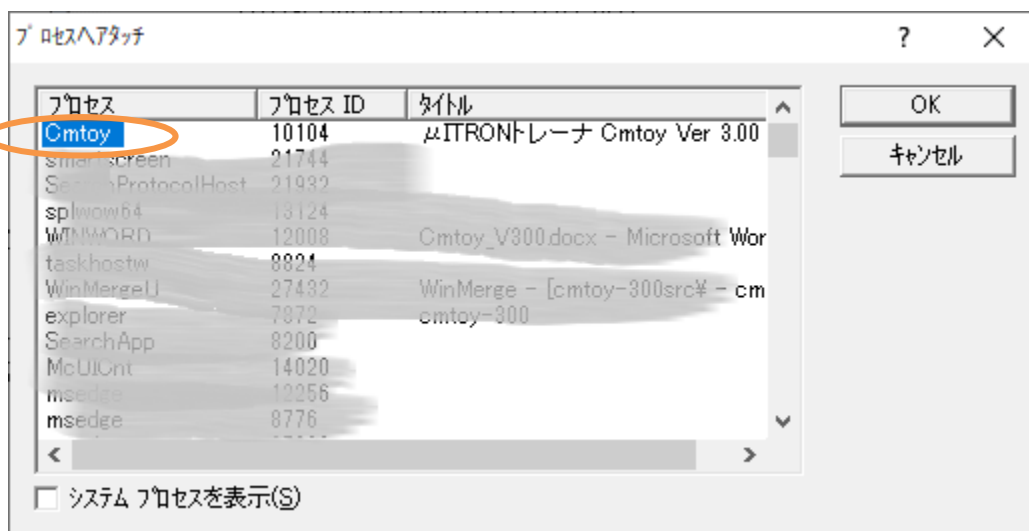 プロセスへアタッチ
プロセス プロセス ID タイトル
Cmtoy 10104 μITRONトレーナ Cmtoy Ver 3.00
smartscreen 21744
SearchProtocolHost 21932
splwow64 13124
WINWORD 12008 Cmtoy_V300.docx - Microsoft Wor
taskhostw 8824
WinMergeU 27432 WinMerge - [cmtoy-300src¥ - cm
explorer 7872 cmtoy-300
SearchApp 8200
McUICnt 14020
msedge 12256
msedge 8776
システム プロセスを表示(S)
OK
キャンセル